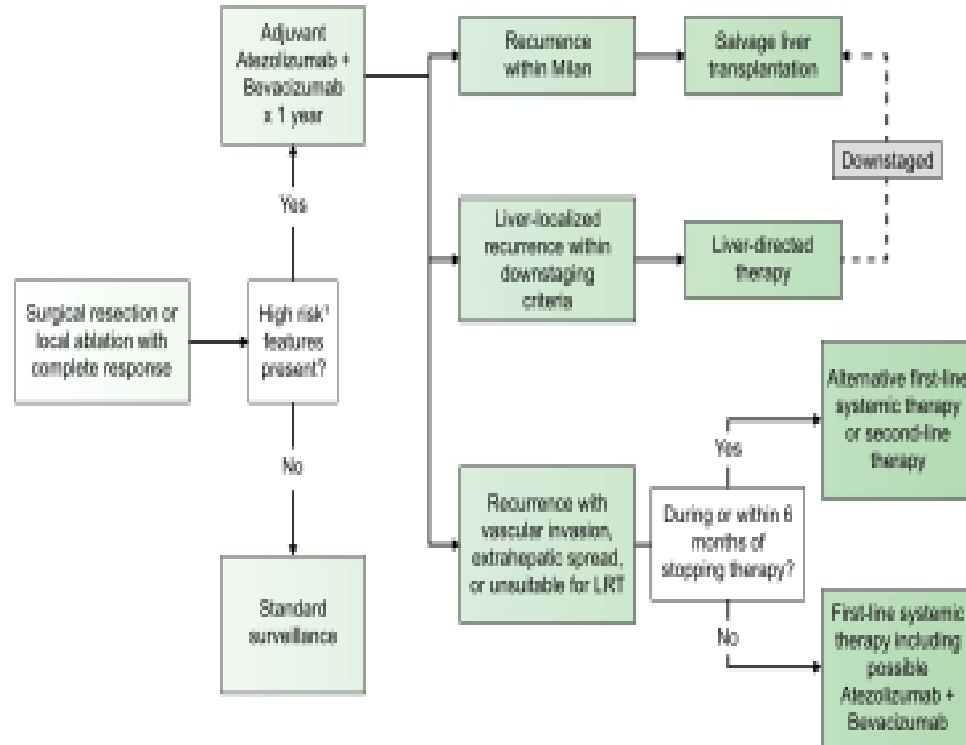 Adjuvant
Atezolizumab +
Bevacizumab
x 1 year
Recurrence
within Milan
Salvage liver
transplantation
Downstaged
Yes
Liver-localized
recurrence within
downstaging
criteria
Liver-directed
therapy
Surgical resection or
local ablation with
complete response
High risk¹
features
present?
No
Standard
surveillance
Recurrence with
vascular invasion,
extrahepatic spread,
or unsuitable for LRT
During or within 6
months of
stopping therapy?
Yes
Alternative first-line
systemic therapy
or second-line
therapy
No
First-line systemic
therapy including
possible
Atezolizumab +
Bevacizumab